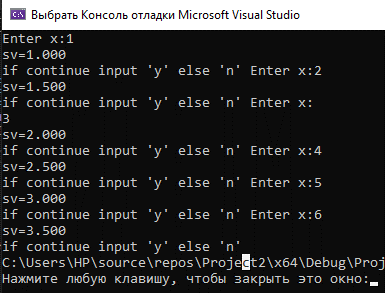 Выбрать Консоль отладки Microsoft Visual Studio
Enter x:1
sv=1.000
if continue input 'y' else 'n' Enter x:2
sv=1.500
if continue input 'y' else 'n' Enter x:
3
sv=2.000
if continue input 'y' else 'n' Enter x:4
sv=2.500
if continue input 'y' else 'n' Enter x:5
sv=3.000
if continue input 'y' else 'n' Enter x:6
sv=3.500
if continue input 'y' else 'n'
C:\Users\HP\source\repos\Project2\x64\Debug\Proj
Нажмите любую клавишу, чтобы закрыть это окно: